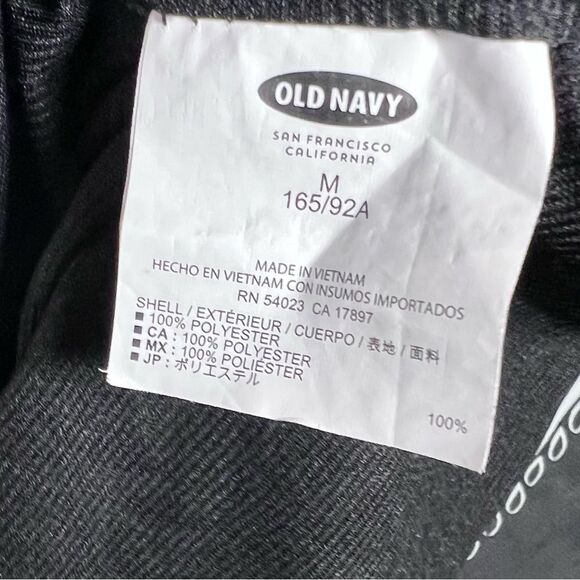 OLD NAVY
SAN FRANCISCO
CALIFORNIA
M
165/92A
MADE IN VIETNAM
HECHO EN VIETNAM CON INSUMOS IMPORTADOS
RN 54023 CA 17897
SHELL / EXTÉRIEUR / CUERPO / 表地 / 面料
■ 100% POLYESTER
■ CA : 100% POLYESTER
■ MX : 100% POLIÉSTER
■ JP : ポリエステル 100%